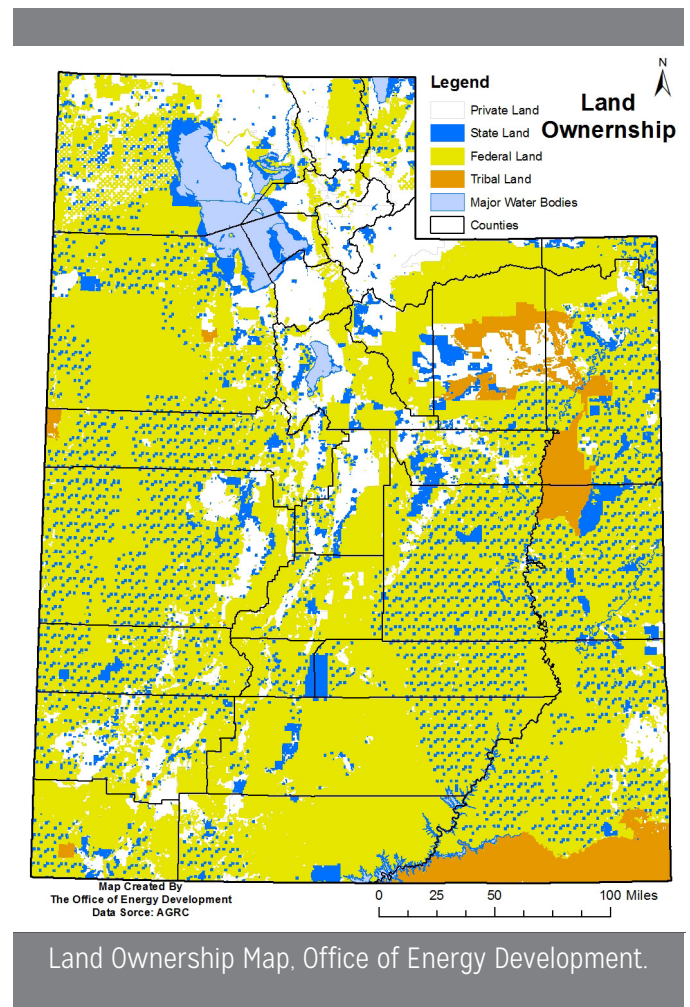 N
Legend
Land
Ownernship
Private Land
State Land
Federal Land
Tribal Land
Major Water Bodies
Counties
Map Created By
The Office of Energy Development
Data Sorce: AGRC
0 25 50 100 Miles
Land Ownership Map, Office of Energy Development.